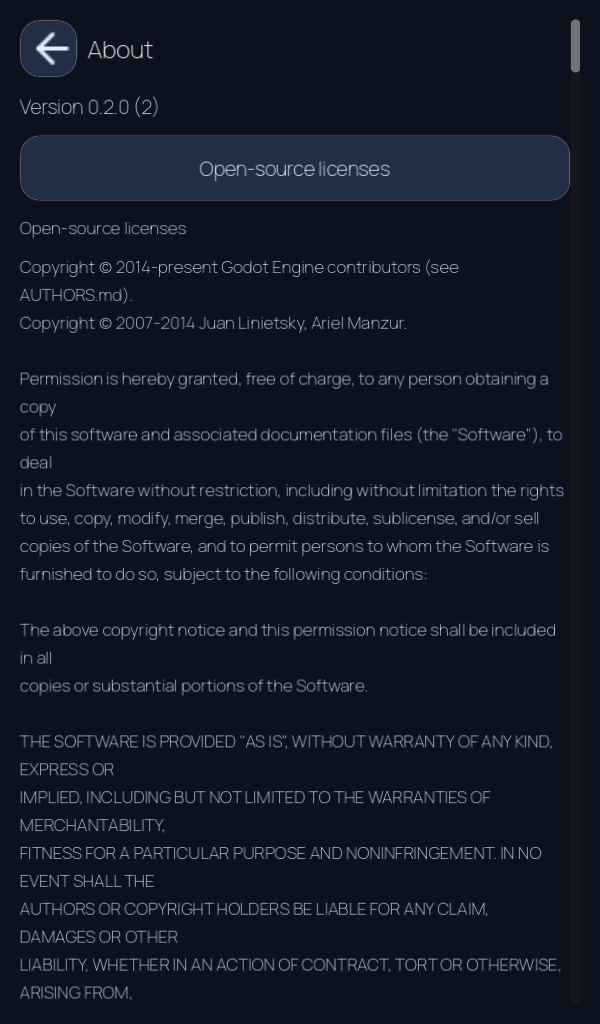 About
Version 0.2.0 (2)
Open-source licenses
Open-source licenses
Copyright © 2014-present Godot Engine contributors (see
AUTHORS.md).
Copyright © 2007-2014 Juan Linietsky, Ariel Manzur.
Permission is hereby granted, free of charge, to any person obtaining a
copy
of this software and associated documentation files (the "Software"), to
deal
in the Software without restriction, including without limitation the rights
to use, copy, modify, merge, publish, distribute, sublicense, and/or sell
copies of the Software, and to permit persons to whom the Software is
furnished to do so, subject to the following conditions:
The above copyright notice and this permission notice shall be included
in all
copies or substantial portions of the Software.
THE SOFTWARE IS PROVIDED "AS IS", WITHOUT WARRANTY OF ANY KIND,
EXPRESS OR
IMPLIED, INCLUDING BUT NOT LIMITED TO THE WARRANTIES OF
MERCHANTABILITY,
FITNESS FOR A PARTICULAR PURPOSE AND NONINFRINGEMENT. IN NO
EVENT SHALL THE
AUTHORS OR COPYRIGHT HOLDERS BE LIABLE FOR ANY CLAIM,
DAMAGES OR OTHER
LIABILITY, WHETHER IN AN ACTION OF CONTRACT, TORT OR OTHERWISE,
ARISING FROM,